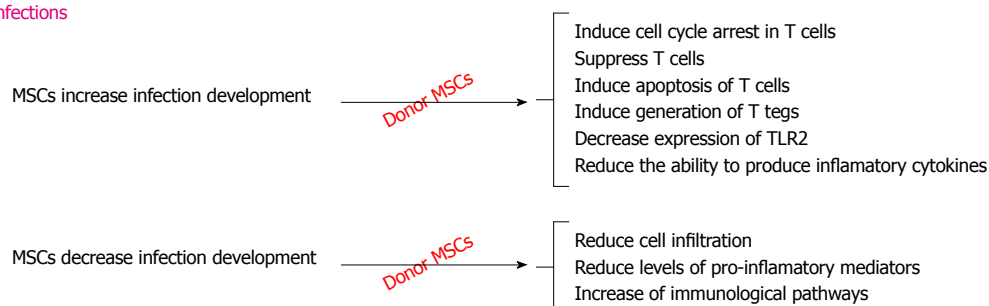 nfections
MSCs increase infection development
Donor MSCs
Induce cell cycle arrest in T cells
Suppress T cells
Induce apoptosis of T cells
Induce generation of T tegs
Decrease expression of TLR2
Reduce the ability to produce inflamatory cytokines
MSCs decrease infection development
Donor MSCs
Reduce cell infiltration
Reduce levels of pro-inflamatory mediators
Increase of immunological pathways